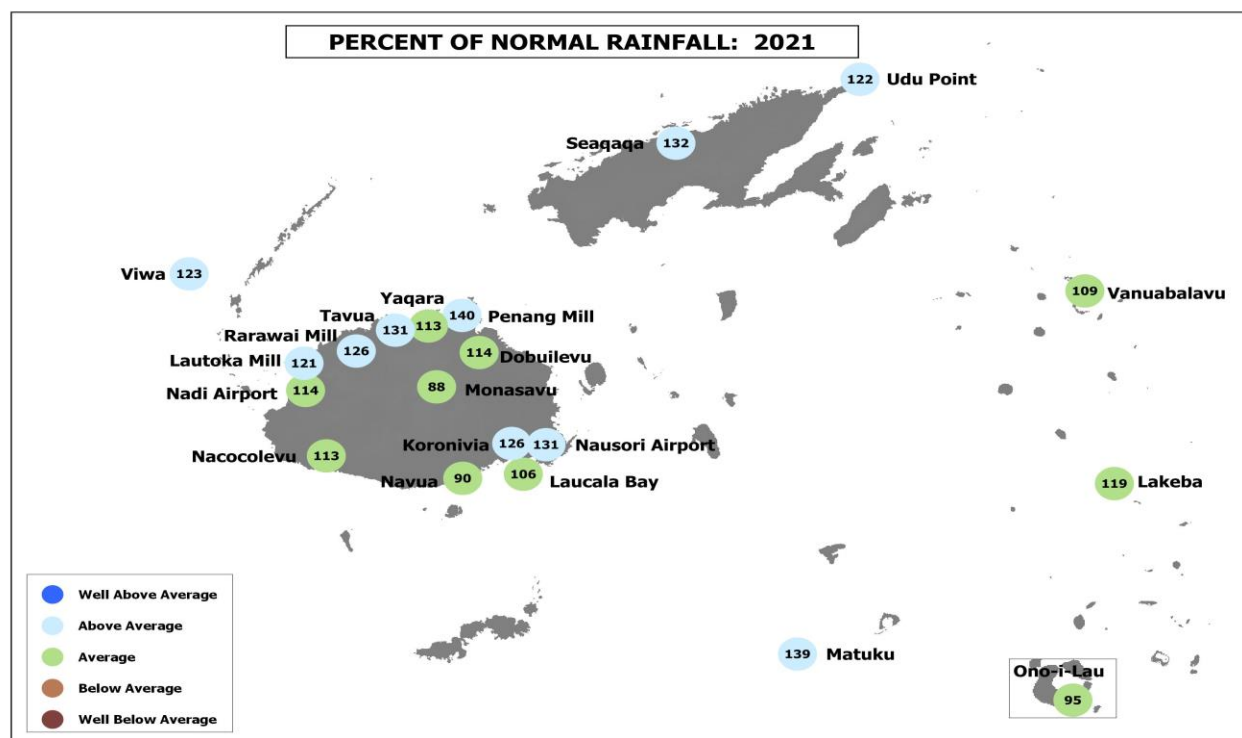 PERCENT OF NORMAL RAINFALL: 2021
122 Udu Point
Seaqaqa 132
Viwa 123
109 Vanuabalavu
Yaqara 113
140 Penang Mill
Tavua 131
Rarawai Mill 126
Lautoka Mill 121
114 Dobuilevu
Nadi Airport 114
88 Monasavu
Koronivia 126
131 Nausori Airport
Nacocolevu 113
Navua 90
106 Laucala Bay
119 Lakeba
139 Matuku
Ono-i-Lau
95
Well Above Average
Above Average
Average
Below Average
Well Below Average